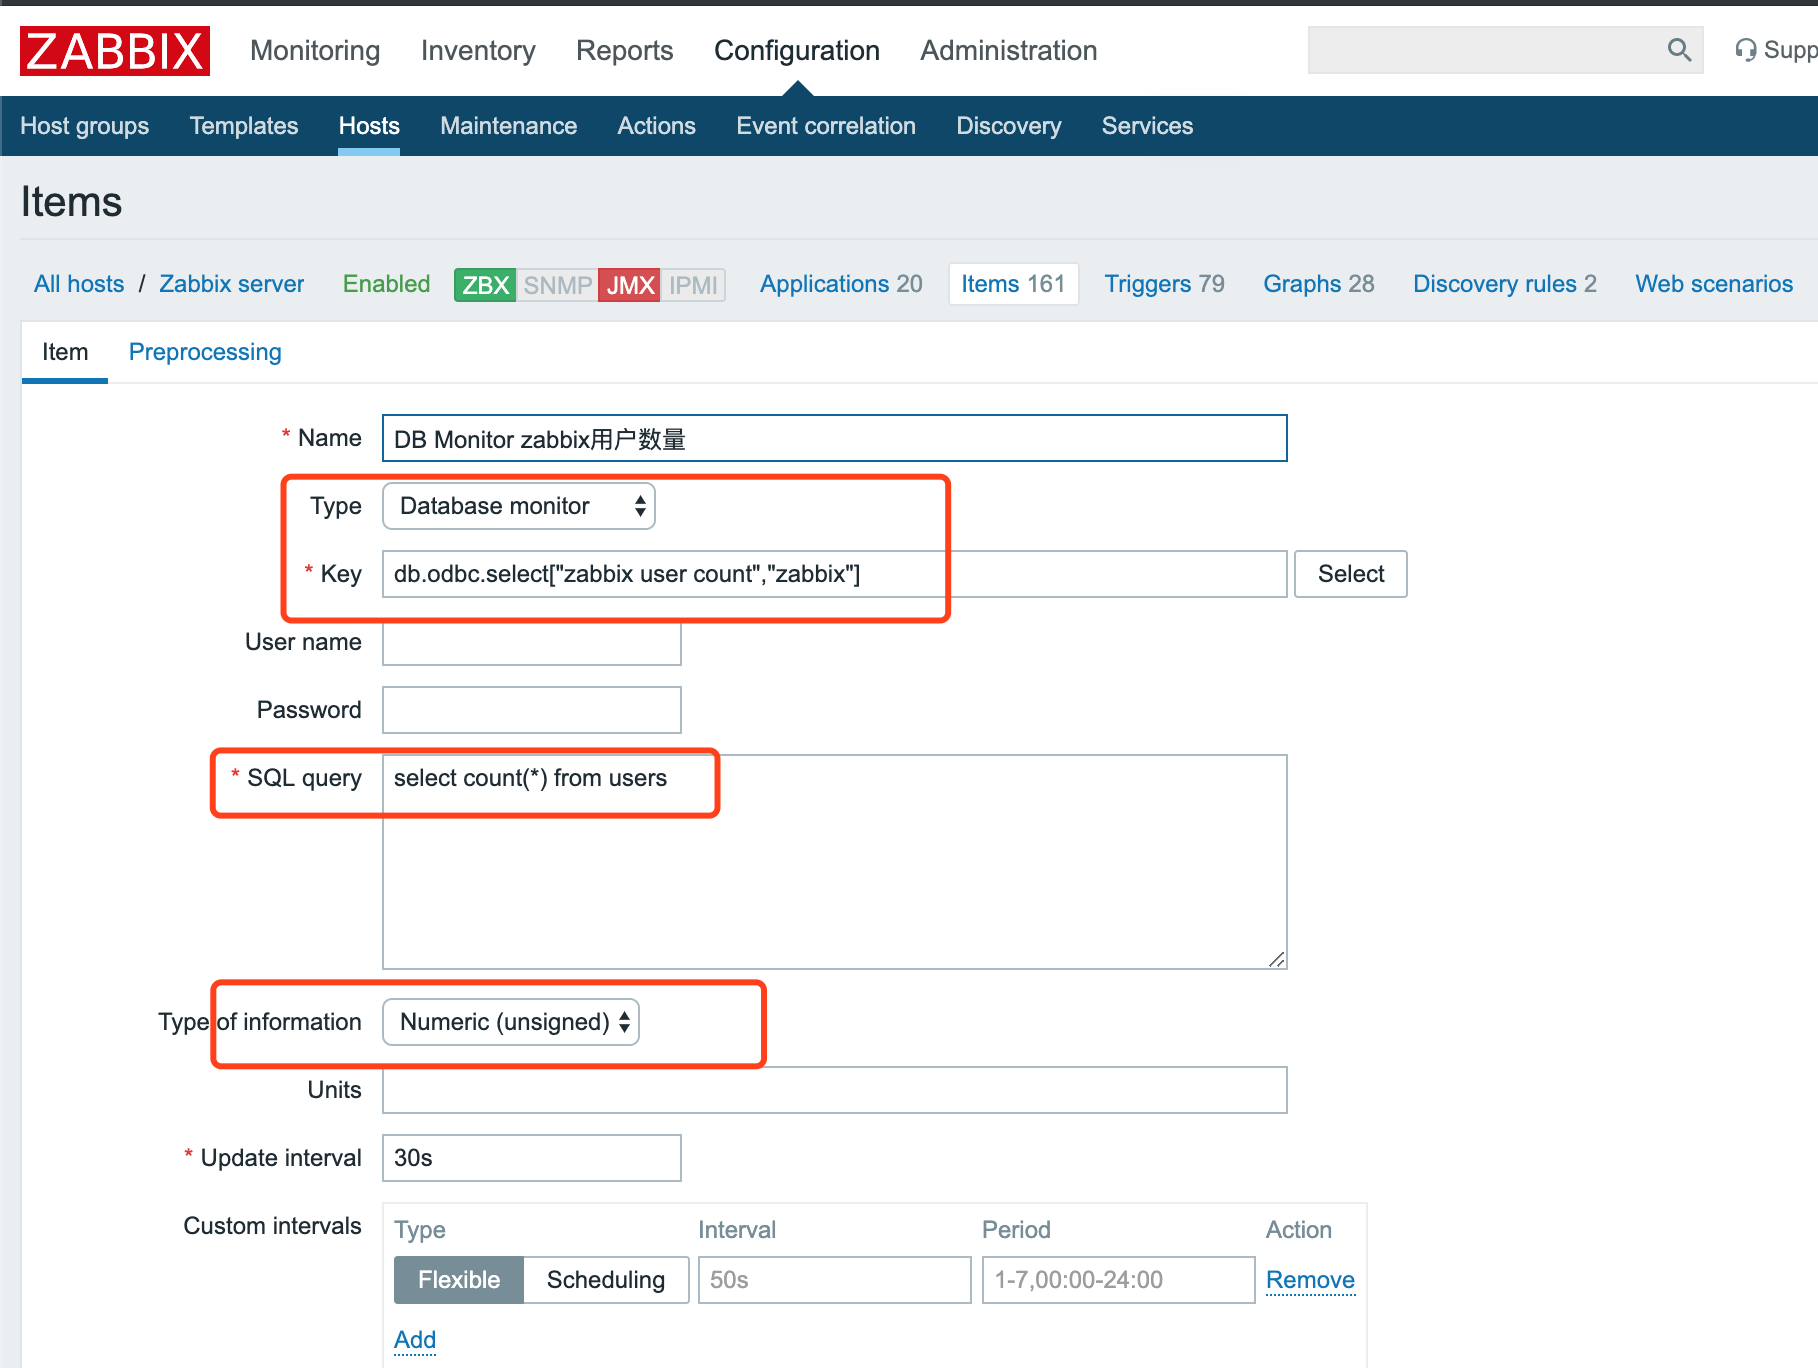 ZABBIX Monitoring Inventory Reports Configuration Administration Supp
Host groups Templates Hosts Maintenance Actions Event correlation Discovery Services
Items
All hosts / Zabbix server Enabled ZBX SNMP JMX IPMI Applications 20 Items 161 Triggers 79 Graphs 28 Discovery rules 2 Web scenarios
Item Preprocessing
* Name DB Monitor zabbix用户数量
Type Database monitor
* Key db.odbc.select["zabbix user count","zabbix"] Select
User name
Password
* SQL query select count(*) from users
Type of information Numeric (unsigned)
Units
* Update interval 30s
Custom intervals Type Interval Period Action
Flexible Scheduling 50s 1-7,00:00-24:00 Remove
Add